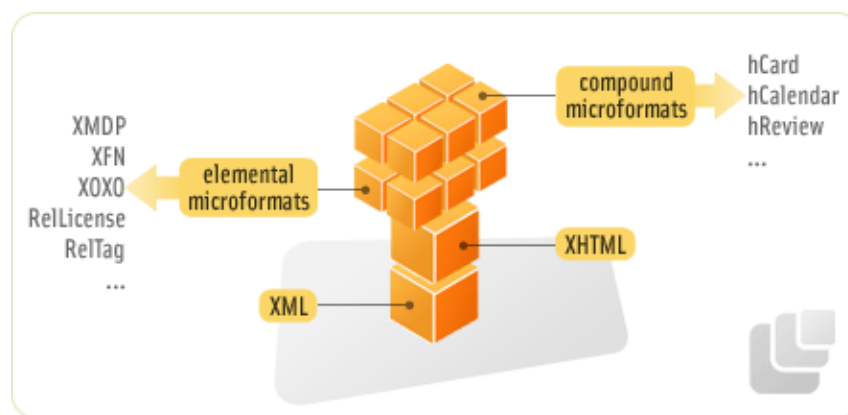 XMDP
XFN
XOXO
RelLicense
RelTag
...
elemental
microformats
compound
microformats
hCard
hCalendar
hReview
...
XHTML
XML